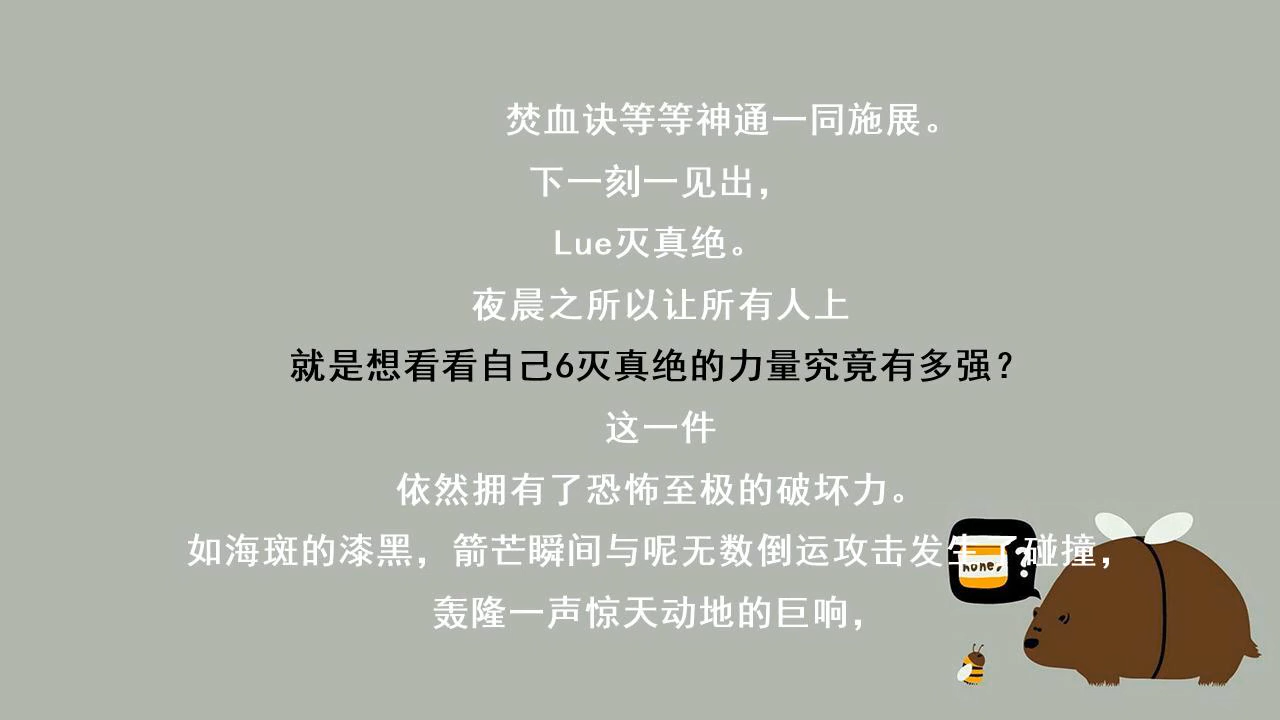 焚血诀等等神通一同施展。
下一刻一见出，
Lue灭真绝。
夜晨之所以让所有人上
就是想看看自己6灭真绝的力量究竟有多强？
这一件
依然拥有了恐怖至极的破坏力。
如海斑的漆黑，箭芒瞬间与呢无数倒运攻击发生了碰撞，
hone,
?
轰隆一声惊天动地的巨响，